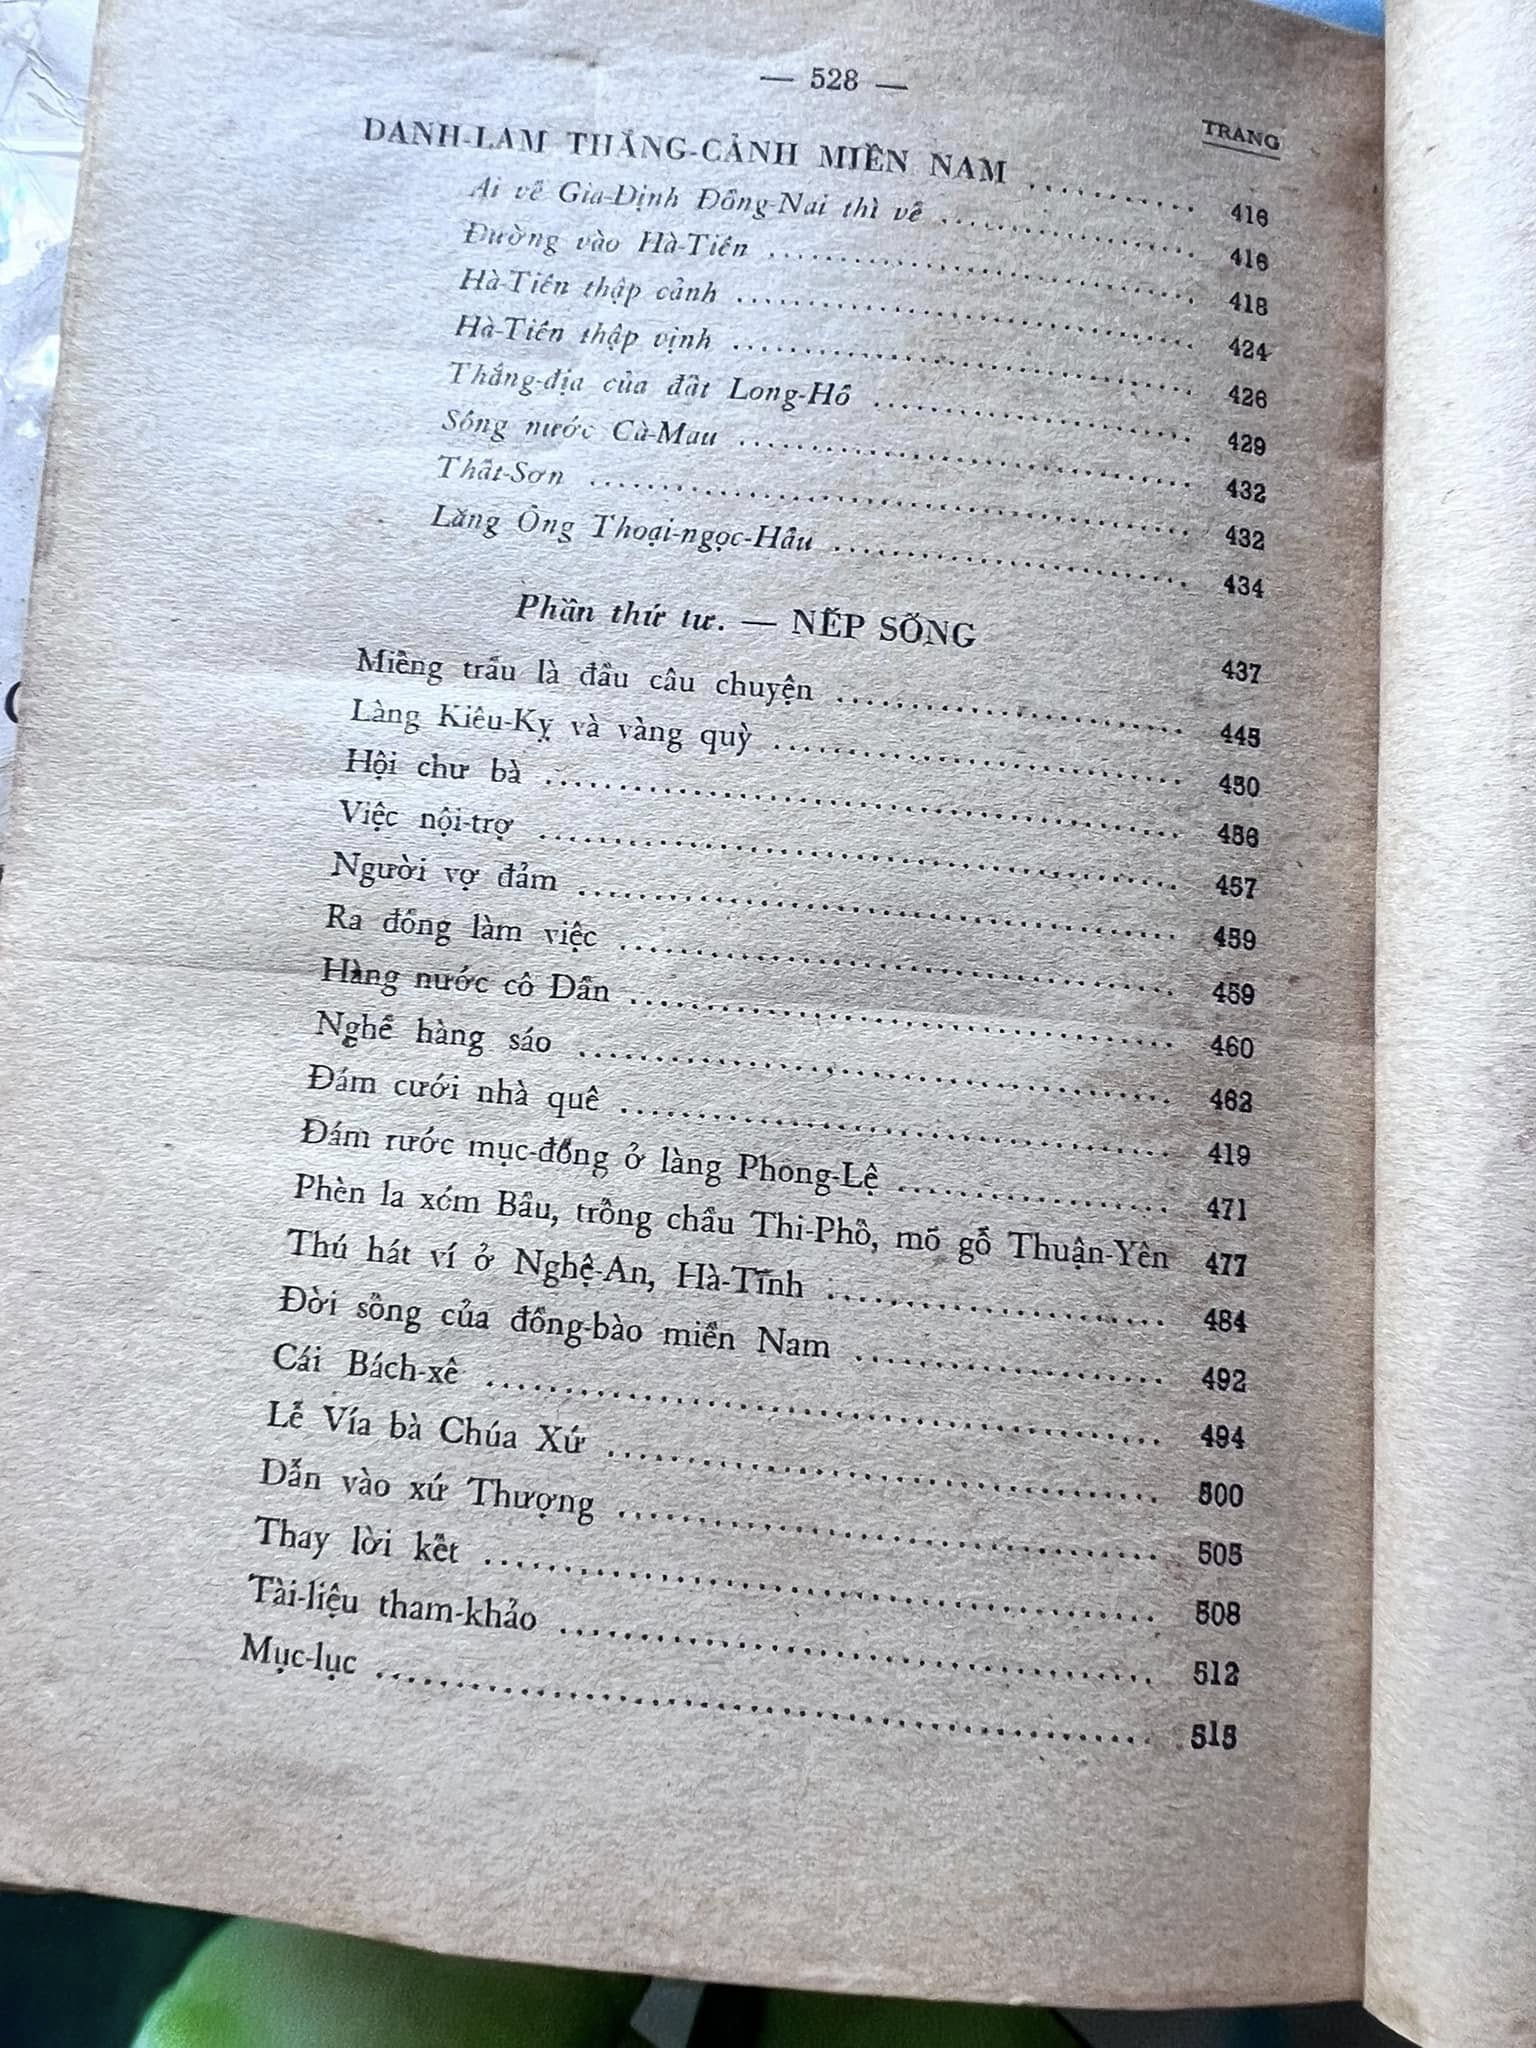 — 528 —
TRANG
DANH-LAM THẮNG-CẢNH MIỀN NAM .......... 416
Ai về Gia-Định Đồng-Nai thì về .......... 416
Đường vào Hà-Tiên .......... 418
Hà-Tiên thập cảnh .......... 424
Hà-Tiên thập vịnh .......... 426
Thắng-địa của đất Long-Hồ .......... 429
Sông nước Cà-Mau .......... 432
Thất-Sơn .......... 432
Lăng Ông Thoại-ngọc-Hầu .......... 434
Phần thứ tư. — NẾP SỐNG 437
Miếng trầu là đầu câu chuyện .......... 445
Làng Kiêu-Kỵ và vàng quỳ .......... 450
Hội chư bà .......... 456
Việc nội-trợ .......... 457
Người vợ đảm .......... 459
Ra đồng làm việc .......... 459
Hàng nước cô Dần .......... 460
Nghề hàng sáo .......... 462
Đám cưới nhà quê .......... 419
Đám rước mục-đồng ở làng Phong-Lệ .......... 471
Phèn la xóm Bầu, trống chầu Thi-Phổ, mõ gỗ Thuận-Yên 477
Thú hát ví ở Nghệ-An, Hà-Tĩnh .......... 484
Đời sống của đồng-bào miền Nam .......... 492
Cái Bách-xê .......... 494
Lễ Vía bà Chúa Xứ .......... 500
Dẫn vào xứ Thượng .......... 505
Thay lời kết .......... 508
Tài-liệu tham-khảo .......... 512
Mục-lục .......... 515